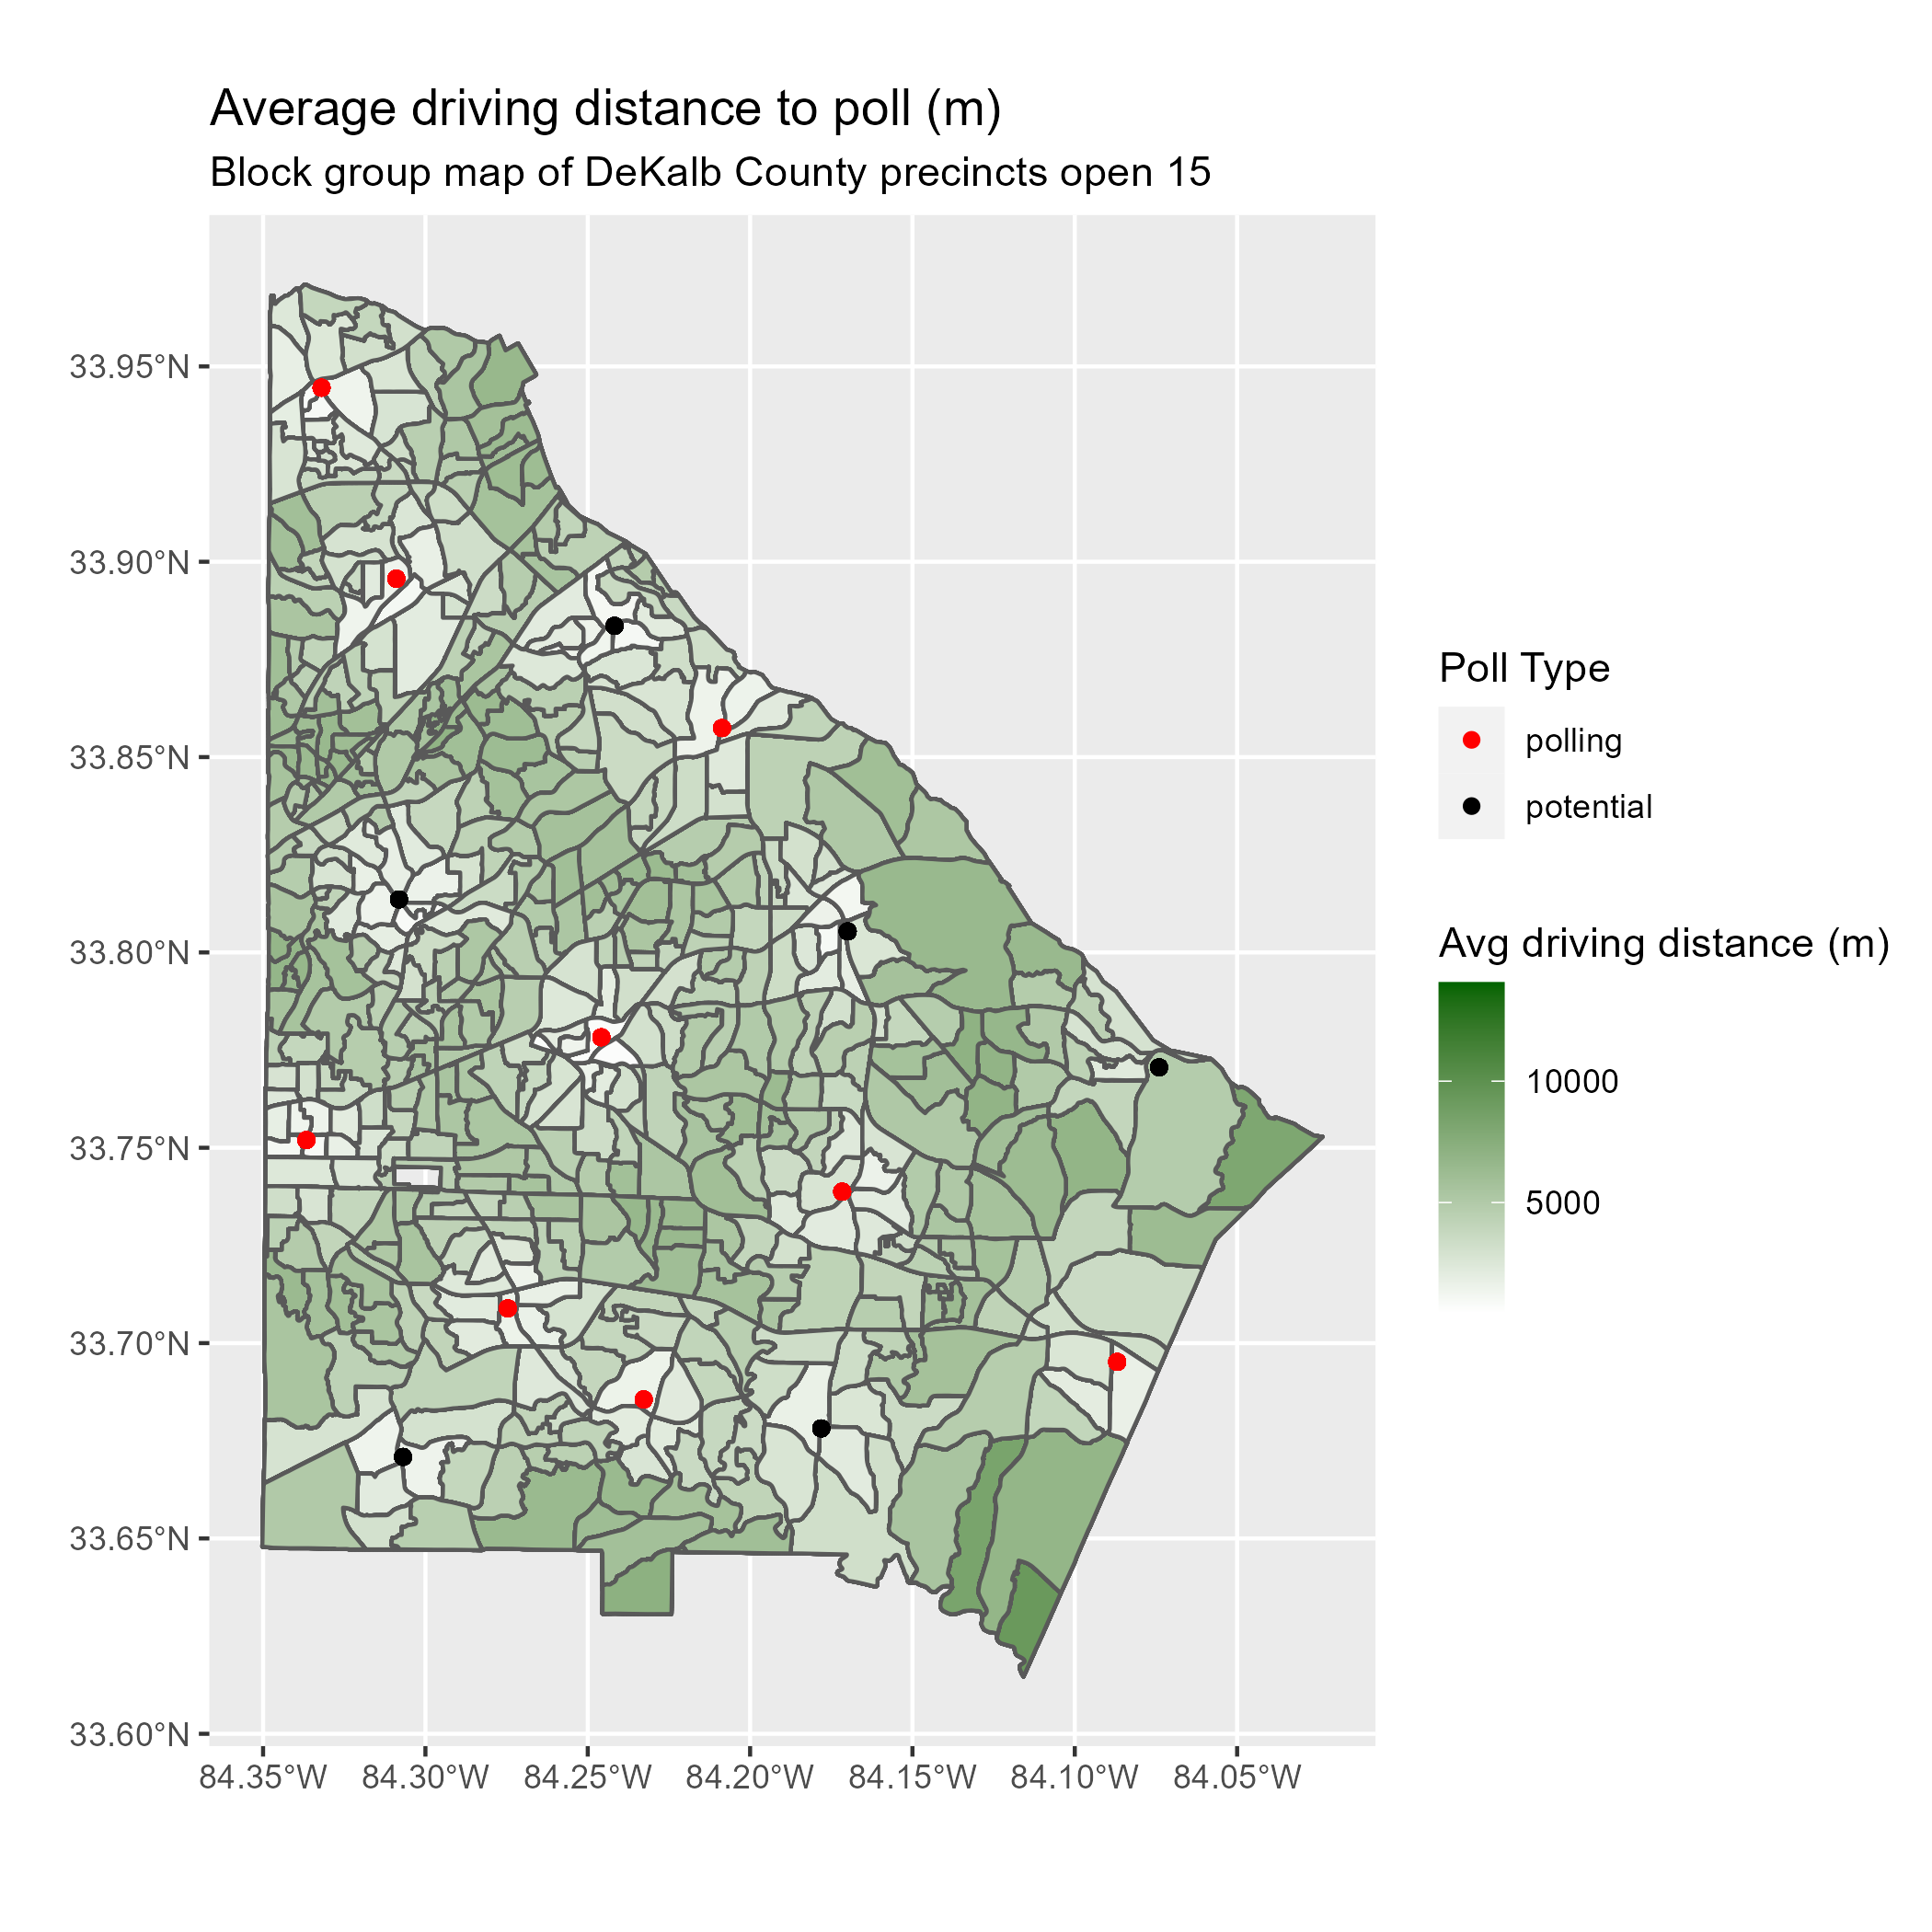 Average driving distance to poll (m)
Block group map of DeKalb County precincts open 15
33.95°N
33.90°N
33.85°N
33.80°N
33.75°N
33.70°N
33.65°N
33.60°N
84.35°W
84.30°W
84.25°W
84.20°W
84.15°W
84.10°W
84.05°W
Poll Type
polling
potential
Avg driving distance (m)
10000
5000